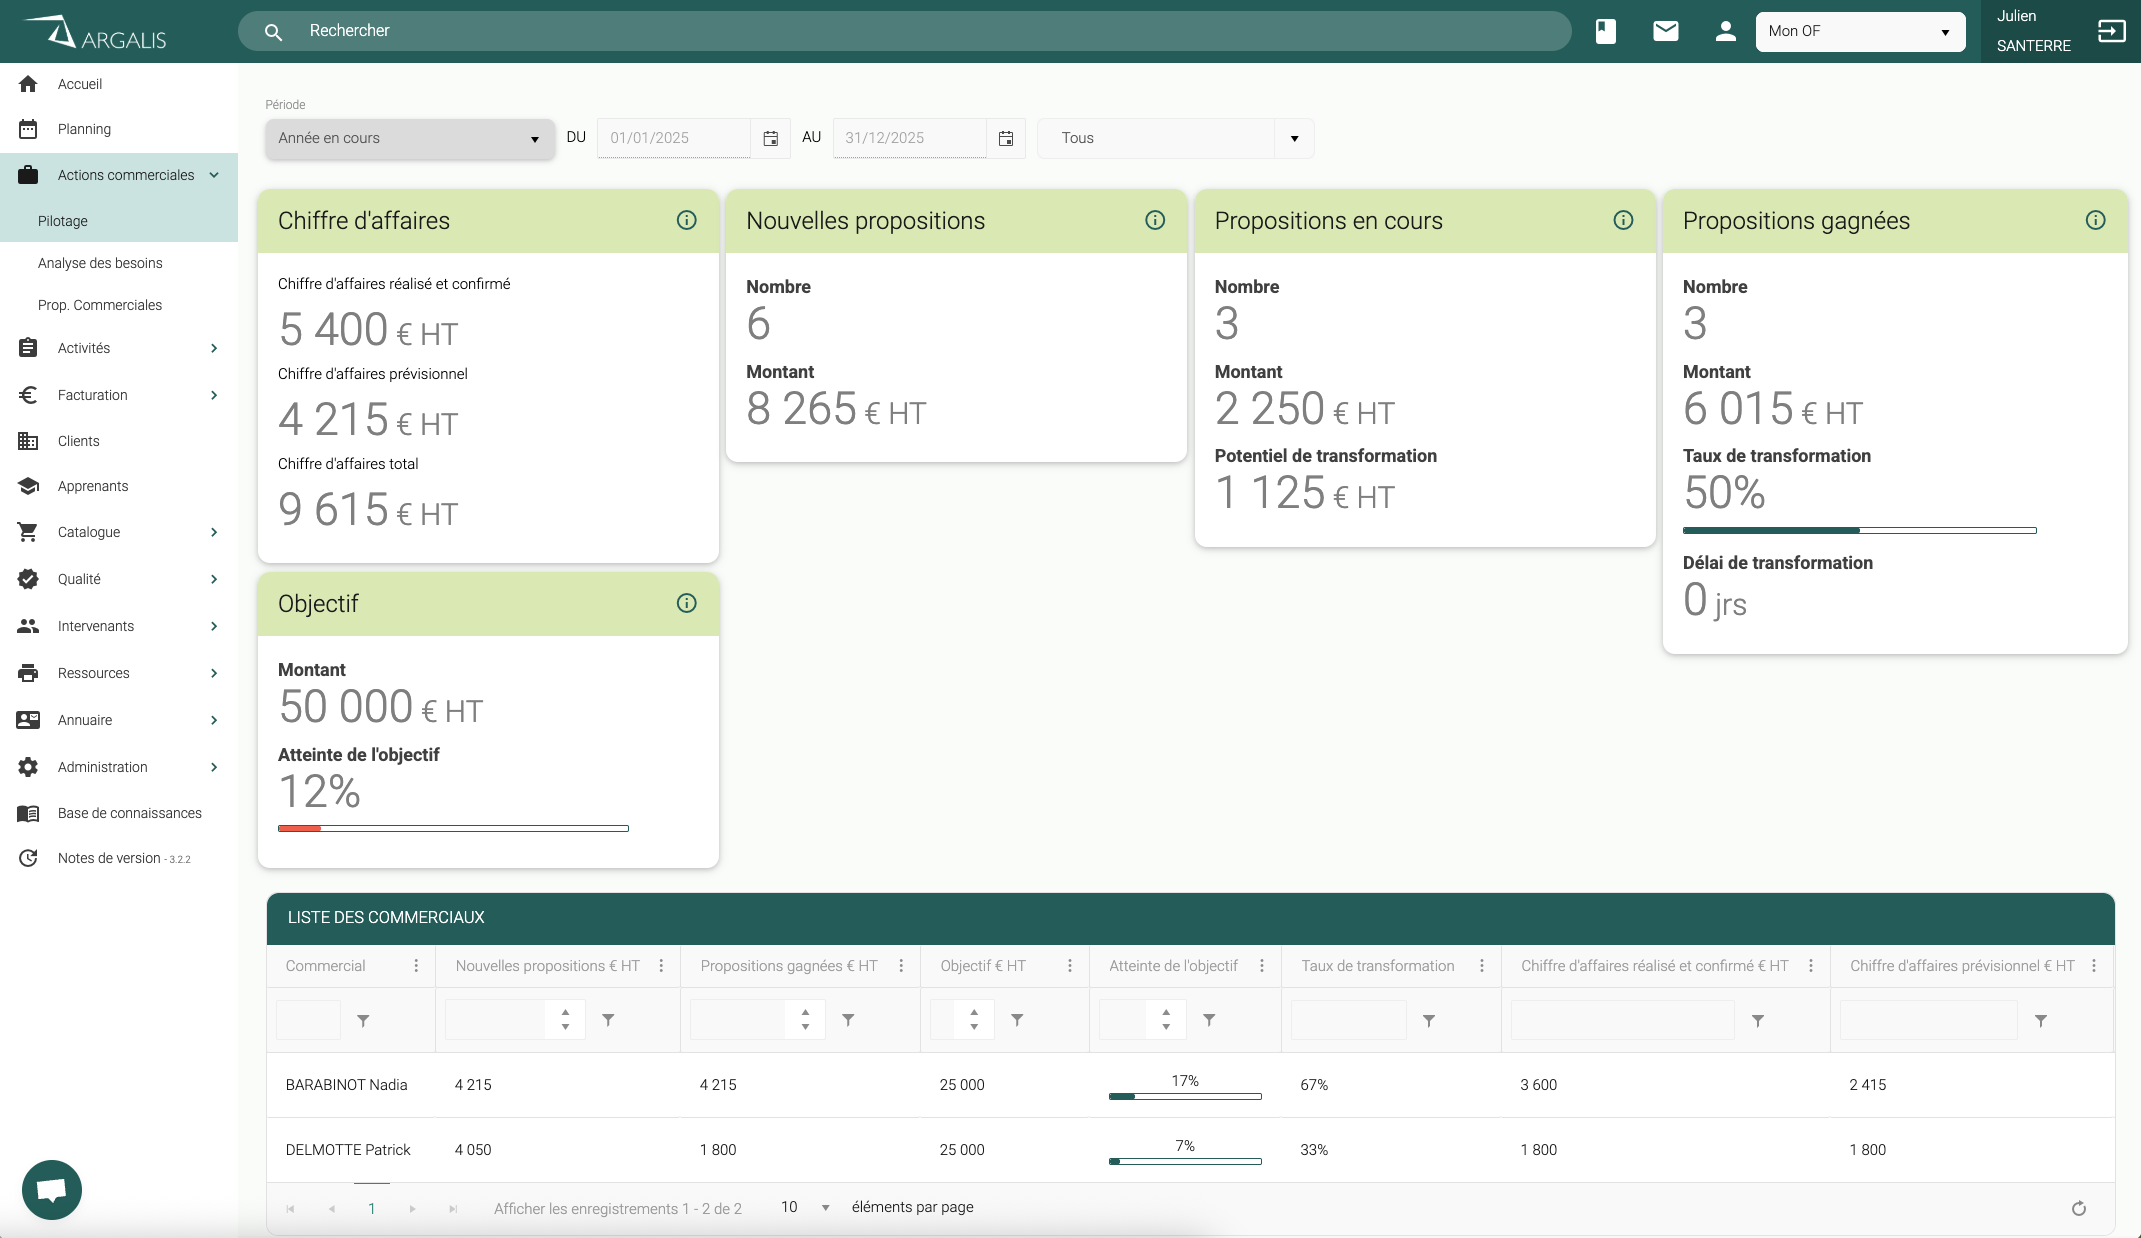 ARGALIS
Rechercher
Mon OF
Julien
SANTERRE
Accueil
Planning
Actions commerciales
Pilotage
Analyse des besoins
Prop. Commerciales
Activités
Facturation
Clients
Apprenants
Catalogue
Qualité
Intervenants
Ressources
Annuaire
Administration
Base de connaissances
Notes de version - 3.2.2
Période
Année en cours
DU
01/01/2025
AU
31/12/2025
Tous
Chiffre d'affaires
Chiffre d'affaires réalisé et confirmé
5 400 € HT
Chiffre d'affaires prévisionnel
4 215 € HT
Chiffre d'affaires total
9 615 € HT
Nouvelles propositions
Nombre
6
Montant
8 265 € HT
Propositions en cours
Nombre
3
Montant
2 250 € HT
Potentiel de transformation
1 125 € HT
Propositions gagnées
Nombre
3
Montant
6 015 € HT
Taux de transformation
50%
Délai de transformation
0 jrs
Objectif
Montant
50 000 € HT
Atteinte de l'objectif
12%
LISTE DES COMMERCIAUX
Commercial Nouvelles propositions € HT Propositions gagnées € HT Objectif € HT Atteinte de l'objectif Taux de transformation Chiffre d'affaires réalisé et confirmé € HT Chiffre d'affaires prévisionnel € HT
BARABINOT Nadia 4 215 4 215 25 000 17% 67% 3 600 2 415
DELMOTTE Patrick 4 050 1 800 25 000 7% 33% 1 800 1 800
1 Afficher les enregistrements 1 - 2 de 2 10 éléments par page